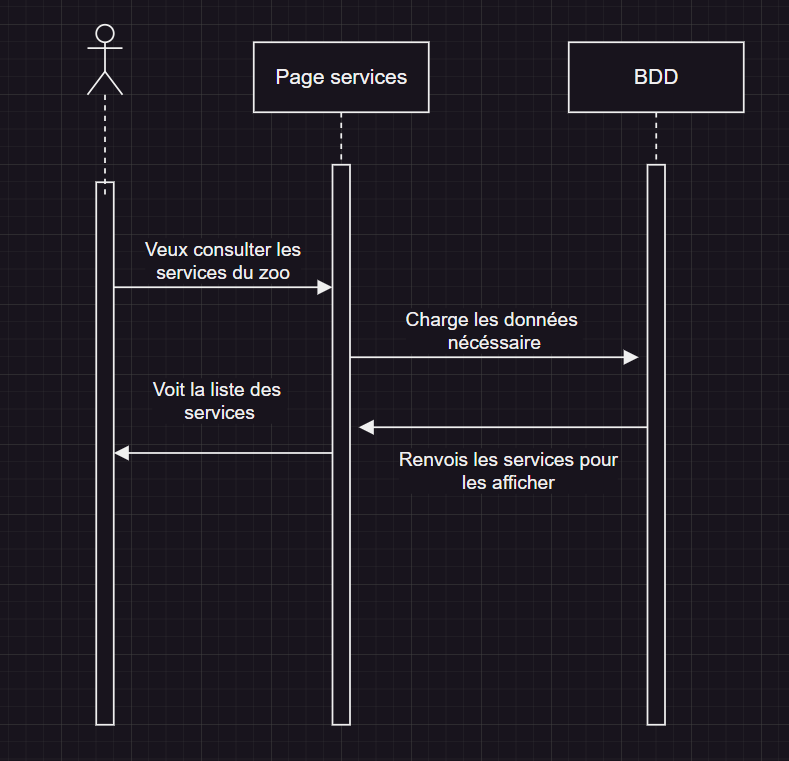 Page services
BDD
Veux consulter les
services du zoo
Charge les données
nécéssaire
Voit la liste des
services
Renvois les services pour
les afficher